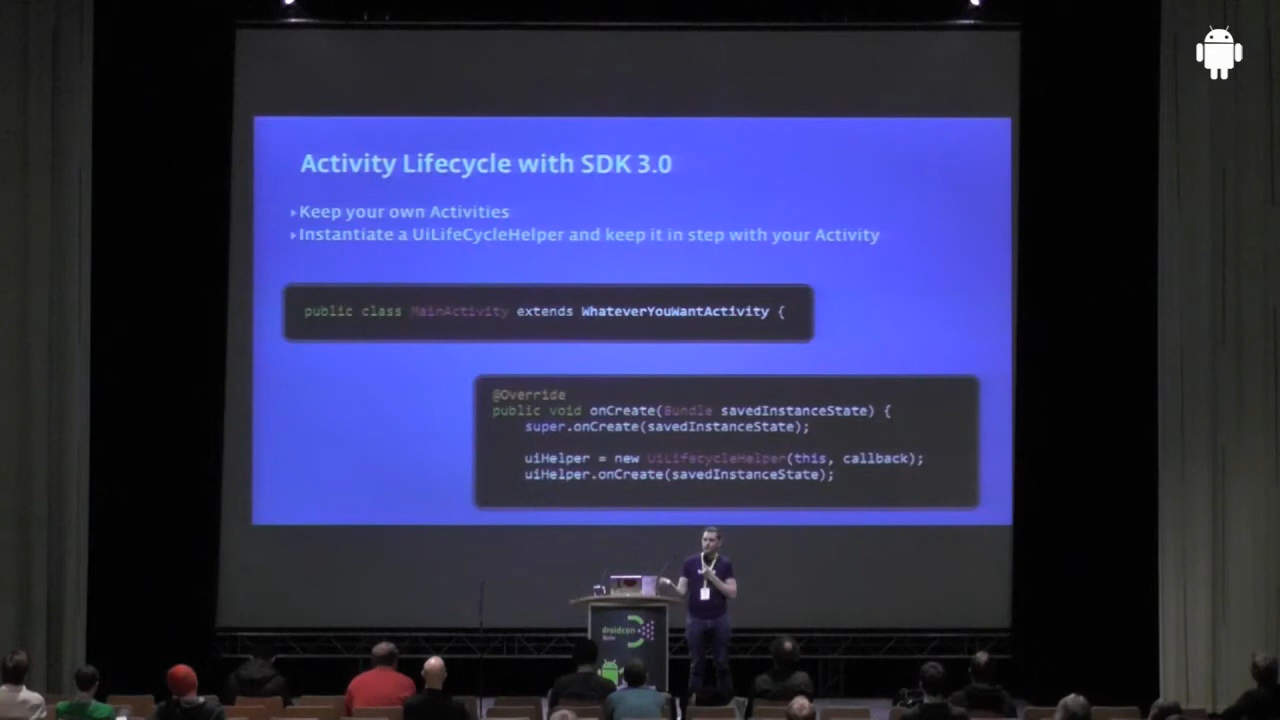 Activity Lifecycle with SDK 3.0
▸Keep your own Activities
▸Instantiate a UiLifeCycleHelper and keep it in step with your Activity
public class MainActivity extends WhateverYouWantActivity {
@Override
public void onCreate(Bundle savedInstanceState) {
super.onCreate(savedInstanceState);
uiHelper = new UiLifecycleHelper(this, callback);
uiHelper.onCreate(savedInstanceState);
droidcon
Berlin